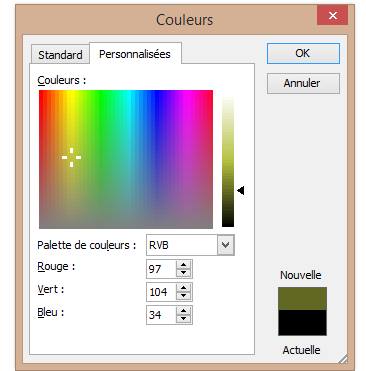 Couleurs
Standard
Personnalisées
OK
Annuler
Couleurs :
Palette de couleurs : RVB
Rouge : 97
Vert : 104
Bleu : 34
Nouvelle
Actuelle